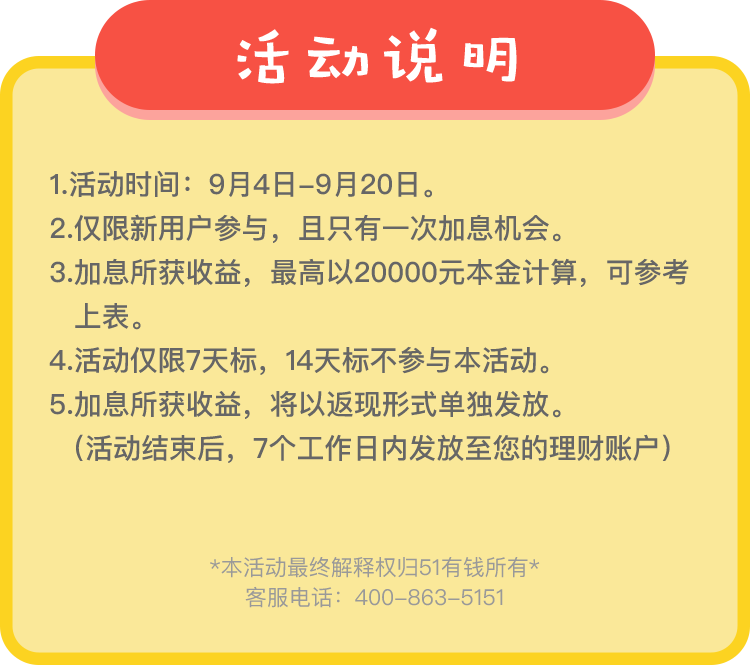 活动说明
1.活动时间：9月4日-9月20日。
2.仅限新用户参与，且只有一次加息机会。
3.加息所获收益，最高以20000元本金计算，可参考
上表。
4.活动仅限7天标，14天标不参与本活动。
5.加息所获收益，将以返现形式单独发放。
（活动结束后，7个工作日内发放至您的理财账户）
*本活动最终解释权归51有钱所有*
客服电话：400-863-5151